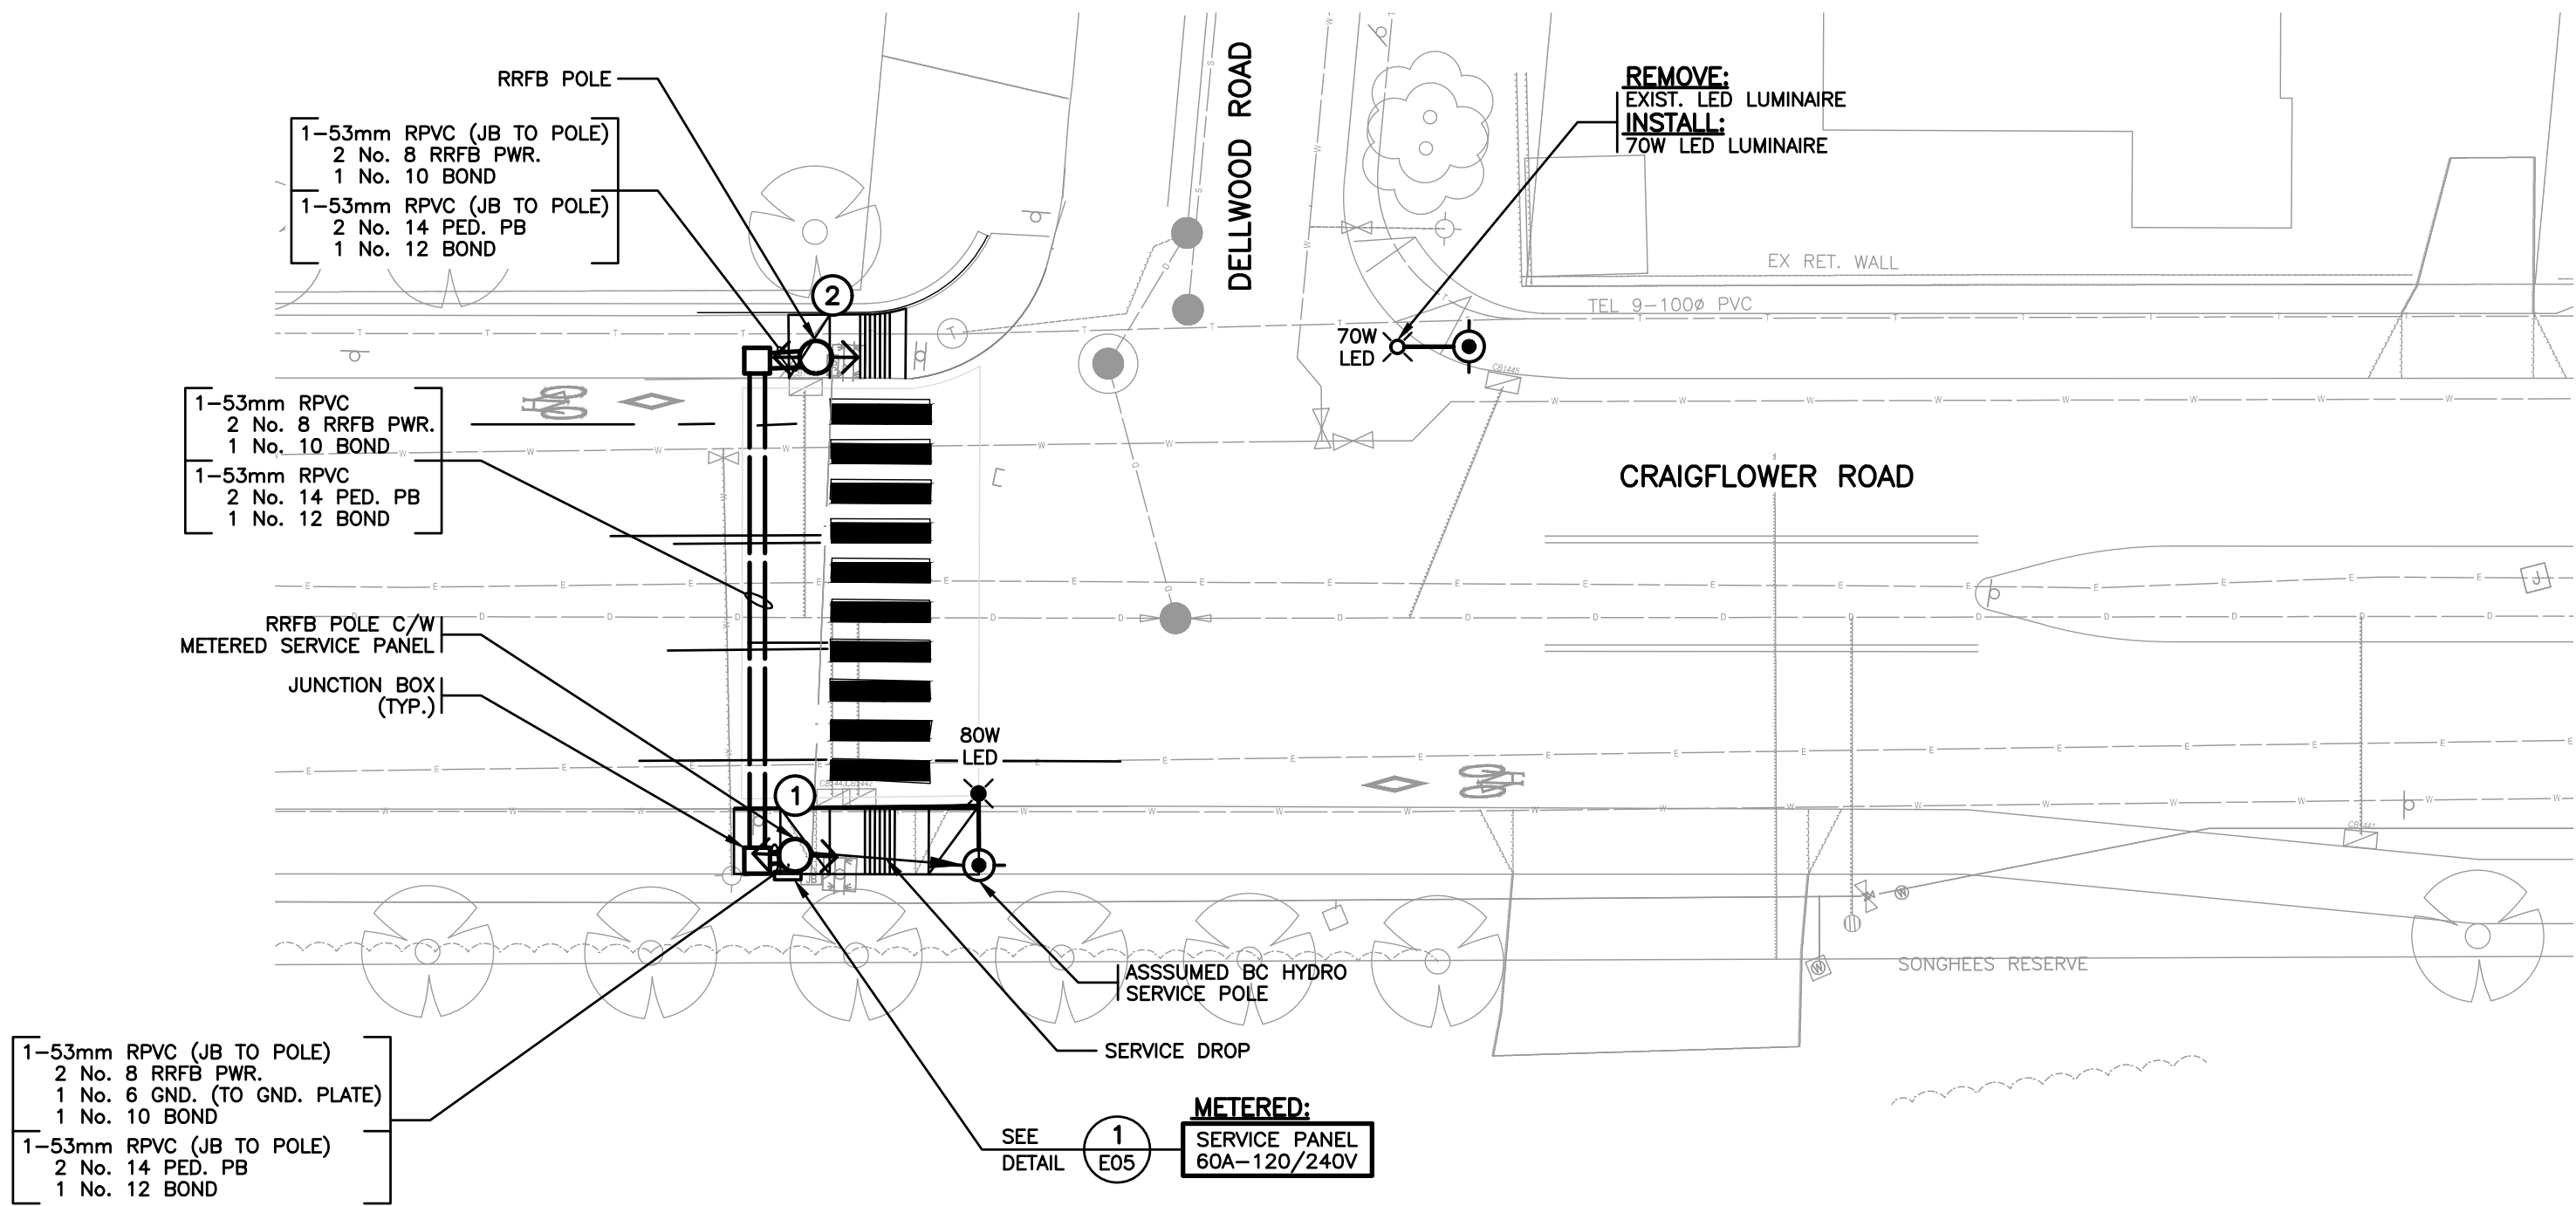 RRFB POLE
1-53mm RPVC (JB TO POLE)
2 No. 8 RRFB PWR.
1 No. 10 BOND
1-53mm RPVC (JB TO POLE)
2 No. 14 PED. PB
1 No. 12 BOND
DELLWOOD ROAD
REMOVE:
EXIST. LED LUMINAIRE
INSTALL:
70W LED LUMINAIRE
EX RET. WALL
TEL 9-100ø PVC
2
70W
LED
CB1445
1-53mm RPVC
2 No. 8 RRFB PWR.
1 No. 10 BOND
1-53mm RPVC
2 No. 14 PED. PB
1 No. 12 BOND
CRAIGFLOWER ROAD
J
RRFB POLE C/W
METERED SERVICE PANEL
JUNCTION BOX
(TYP.)
80W
LED
1
CB1441
JB
ASSSUMED BC HYDRO
SERVICE POLE
SONGHEES RESERVE
SERVICE DROP
1-53mm RPVC (JB TO POLE)
2 No. 8 RRFB PWR.
1 No. 6 GND. (TO GND. PLATE)
1 No. 10 BOND
1-53mm RPVC (JB TO POLE)
2 No. 14 PED. PB
1 No. 12 BOND
SEE
DETAIL
1
E05
METERED:
SERVICE PANEL
60A-120/240V